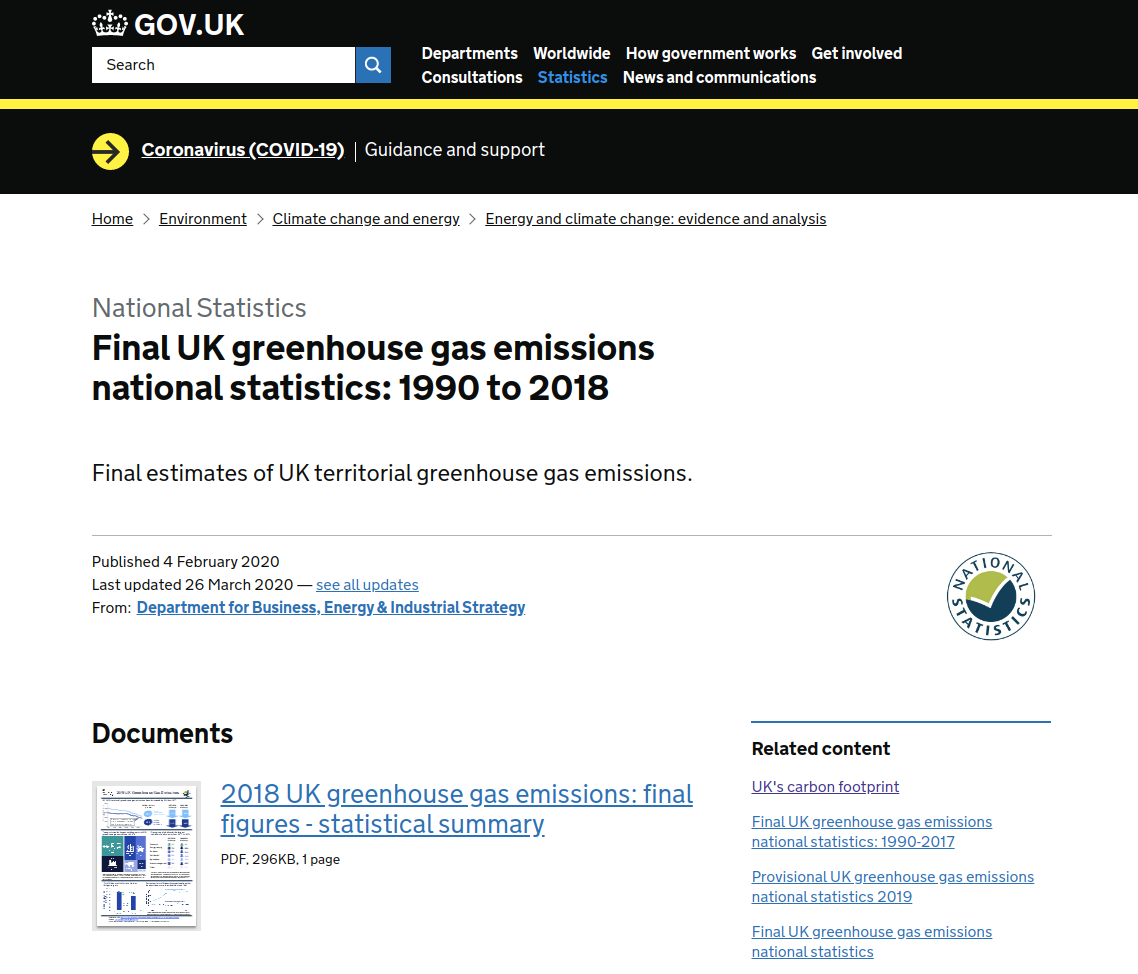 GOV.UK
Search
Departments Worldwide How government works Get involved
Consultations Statistics News and communications
Coronavirus (COVID-19) Guidance and support
Home Environment Climate change and energy Energy and climate change: evidence and analysis
National Statistics
Final UK greenhouse gas emissions
national statistics: 1990 to 2018
Final estimates of UK territorial greenhouse gas emissions.
Published 4 February 2020
Last updated 26 March 2020 — see all updates
From: Department for Business, Energy & Industrial Strategy
NATIONAL STATISTICS
Documents
2018 UK greenhouse gas emissions: final
figures - statistical summary
PDF, 296KB, 1 page
Related content
UK's carbon footprint
Final UK greenhouse gas emissions
national statistics: 1990-2017
Provisional UK greenhouse gas emissions
national statistics 2019
Final UK greenhouse gas emissions
national statistics